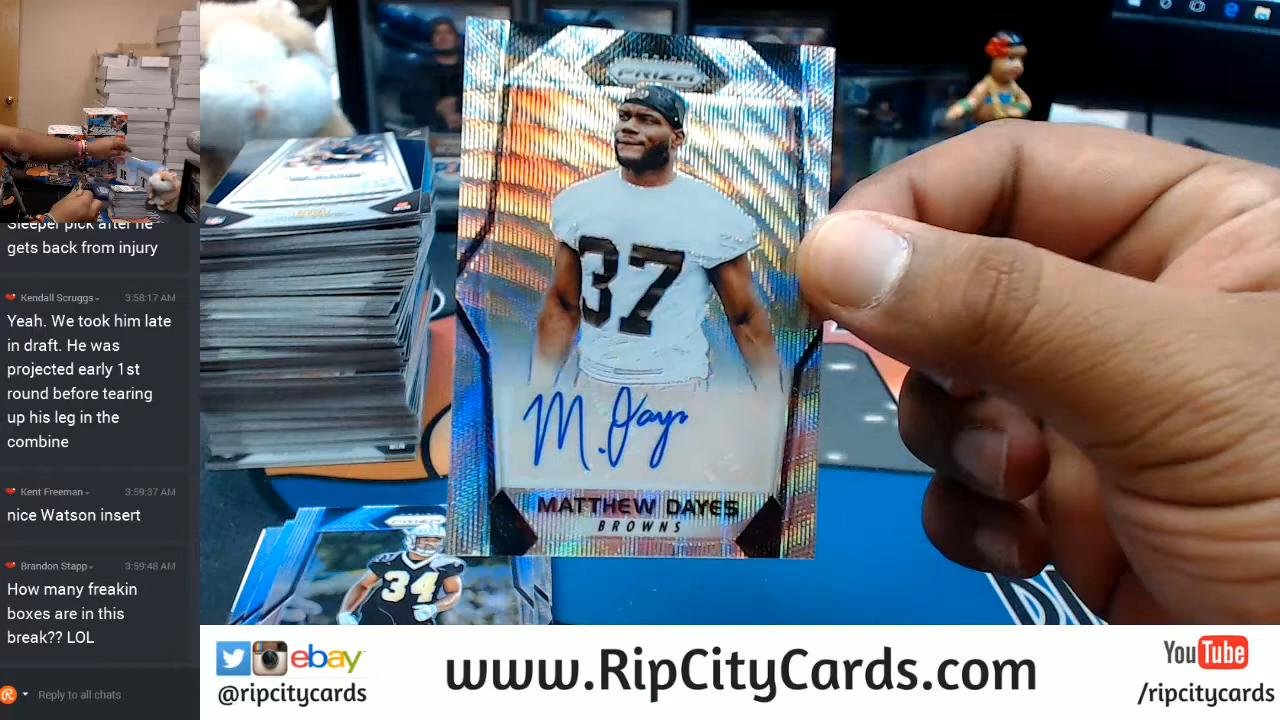 Sleeper pick after he
gets back from injury
Kendall Scruggs
3:58:17 AM
Yeah. We took him late
in draft. He was
projected early 1st
round before tearing
up his leg in the
combine
Kent Freeman
3:59:37 AM
nice Watson insert
Brandon Stapp
3:59:48 AM
How many freakin
boxes are in this
break?? LOL
Reply to all chats
PRIZM
37
M. Days
MATTHEW DAYES
BROWNS
PRIZM
34
ebay
@ripcitycards
www.RipCityCards.com
YouTube
/ripcitycards